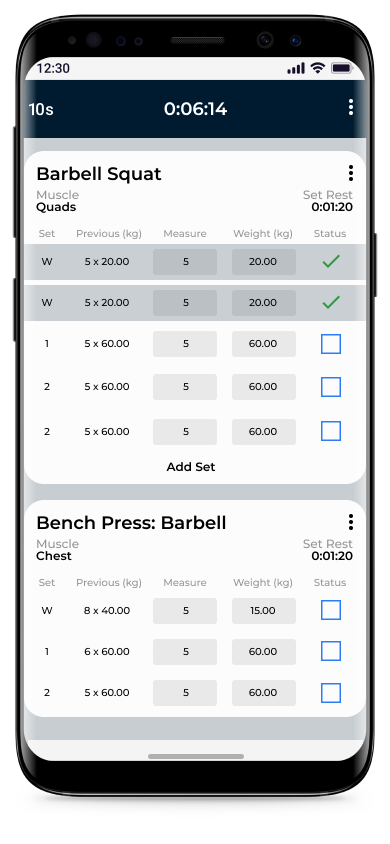 12:30
10s 0:06:14
Barbell Squat
Muscle Set Rest
Quads 0:01:20
Set Previous (kg) Measure Weight (kg) Status
W 5 x 20.00 5 20.00
W 5 x 20.00 5 20.00
1 5 x 60.00 5 60.00
2 5 x 60.00 5 60.00
2 5 x 60.00 5 60.00
Add Set
Bench Press: Barbell
Muscle Set Rest
Chest 0:01:20
Set Previous (kg) Measure Weight (kg) Status
W 8 x 40.00 5 15.00
1 6 x 60.00 5 60.00
2 5 x 60.00 5 60.00